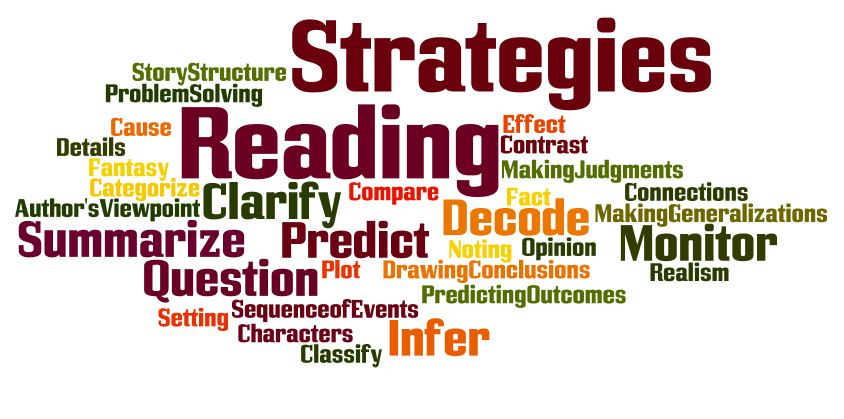 Strategies
StoryStructure
ProblemSolving
Reading
Cause
Effect
Details
Contrast
Fantasy
MakingJudgments
Categorize
Clarify
Compare
Fact
Connections
Author'sViewpoint
Decode
MakingGeneralizations
Summarize
Predict
Noting
Opinion
Monitor
Question
Plot
DrawingConclusions
Realism
PredictingOutcomes
Setting
SequenceofEvents
Characters
Infer
Classify